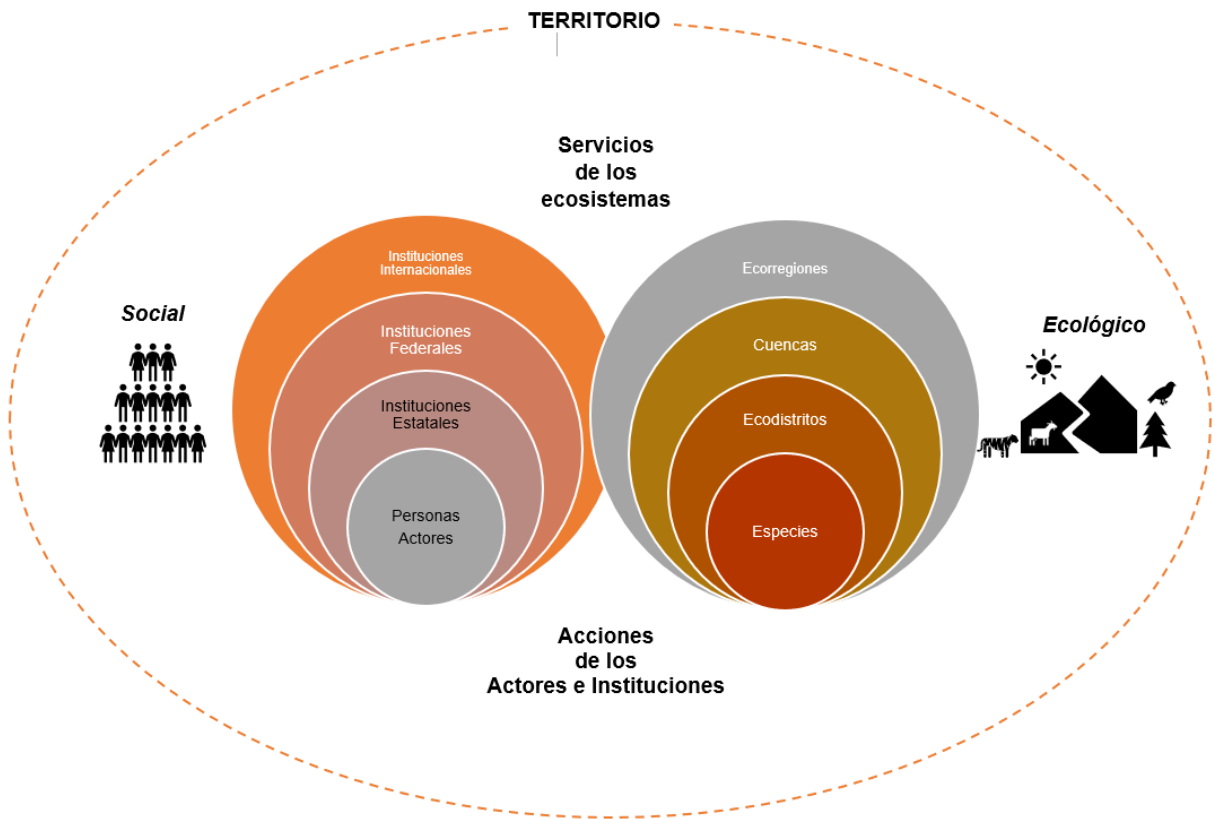 TERRITORIO
Servicios
de los
ecosistemas
Social
Instituciones
Internacionales
Instituciones
Federales
Instituciones
Estatales
Personas
Actores
Ecorregiones
Cuencas
Ecodistritos
Especies
Ecológico
Acciones
de los
Actores e Instituciones